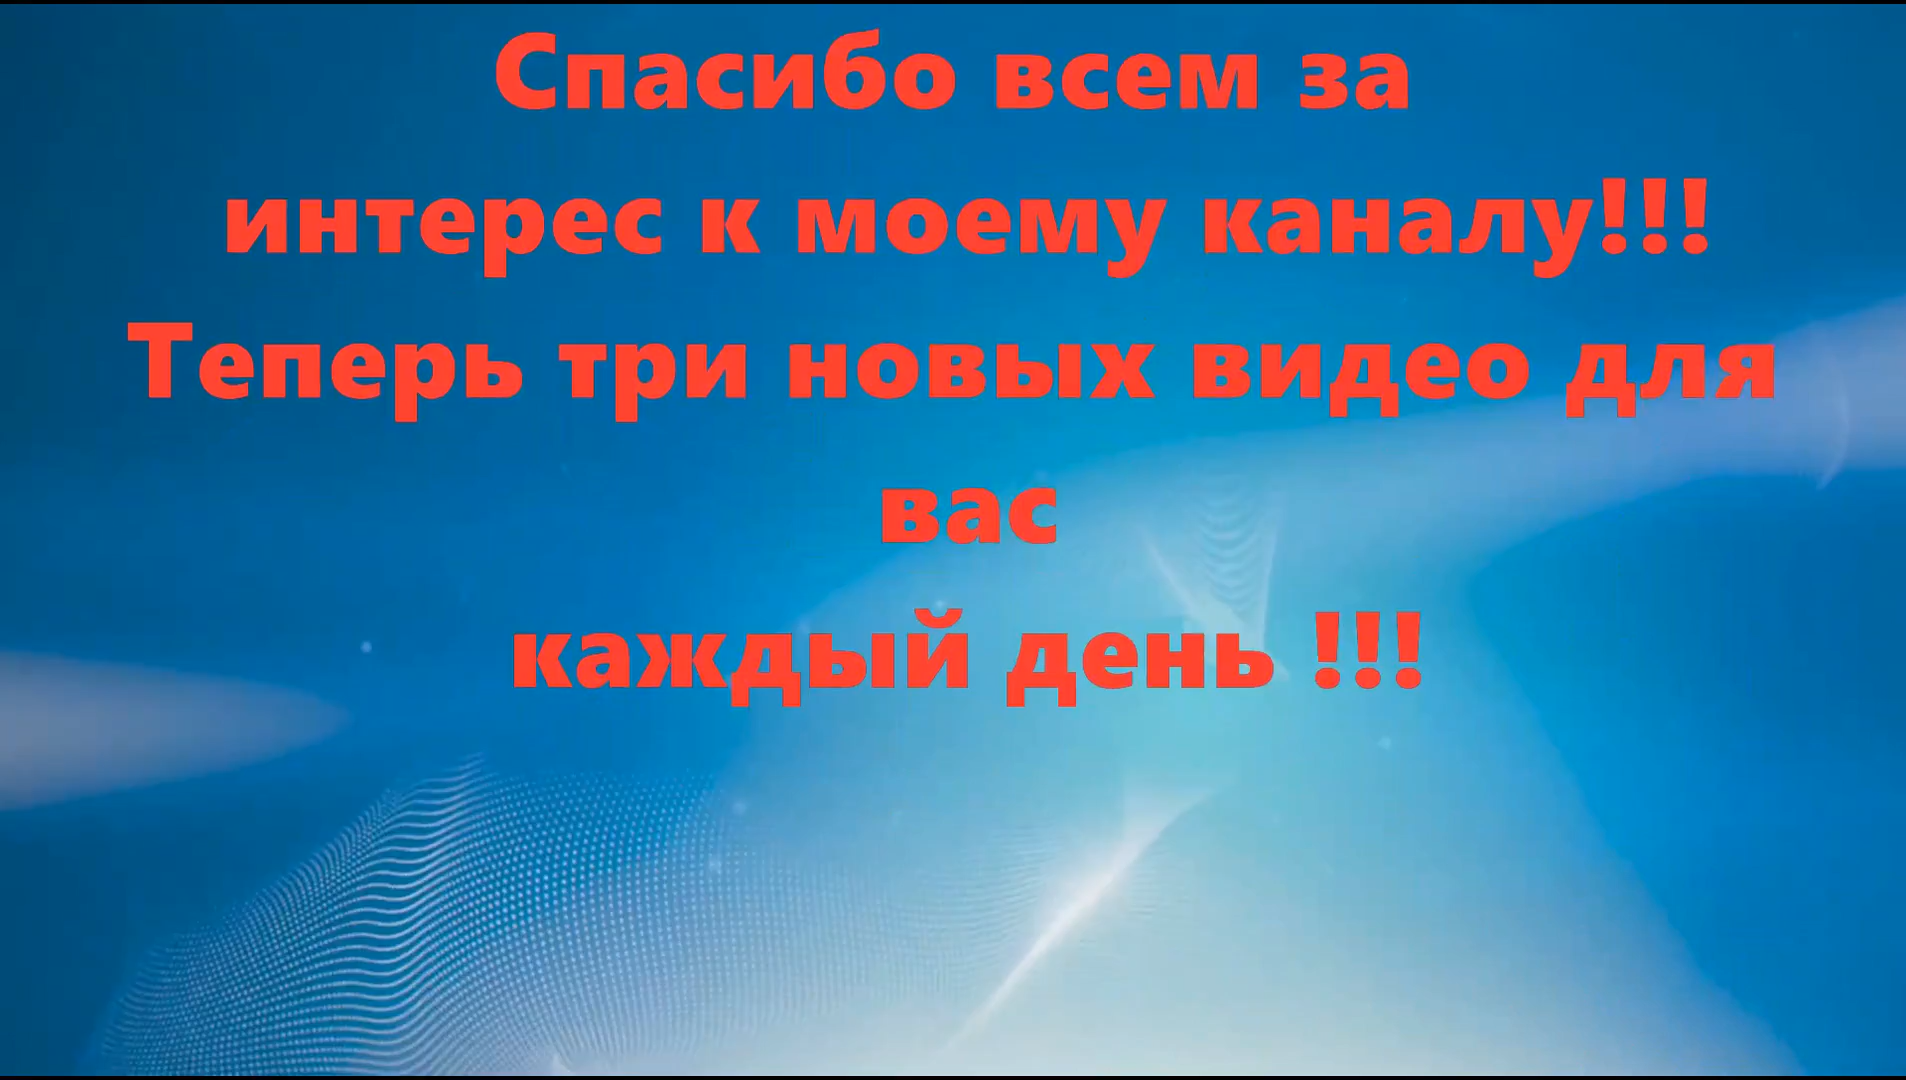 Спасибо всем за
интерес к моему каналу!!!
Теперь три новых видео для
вас
каждый день !!!